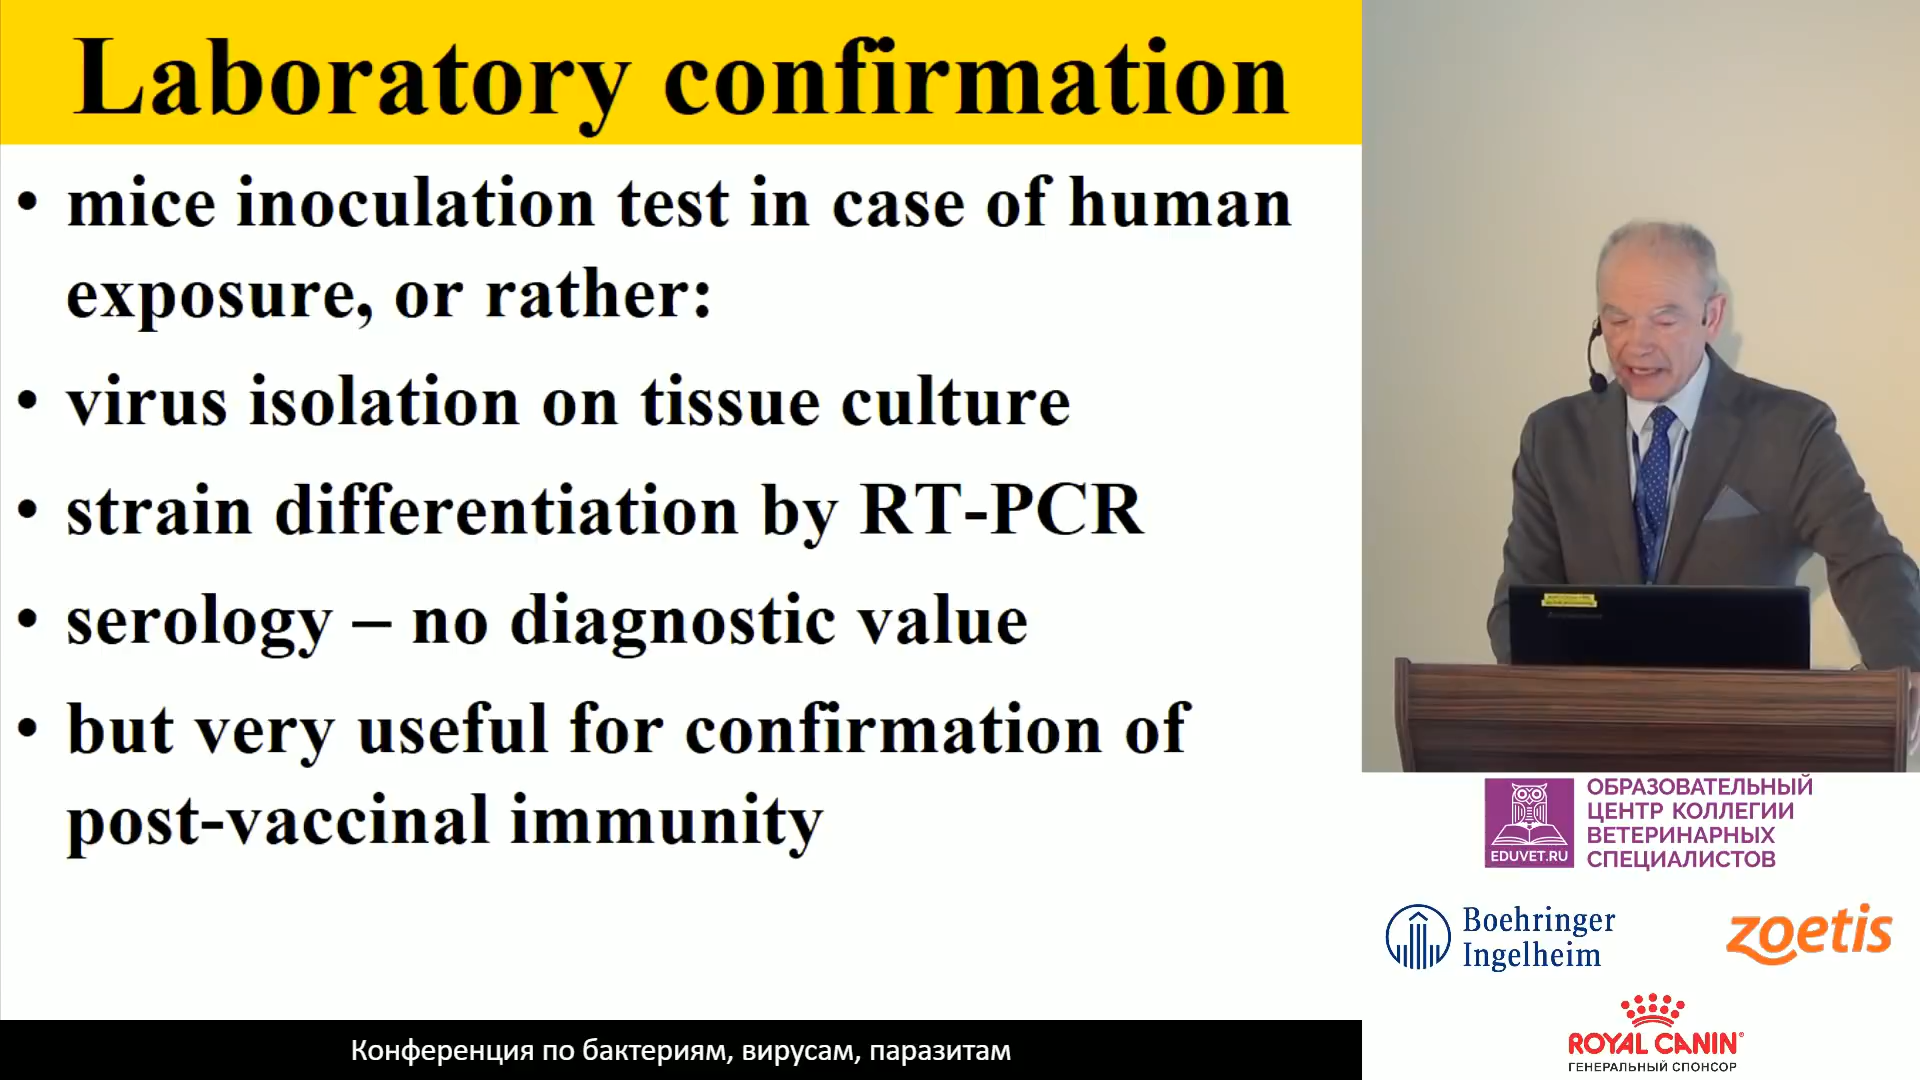 Laboratory confirmation
• mice inoculation test in case of human
exposure, or rather:
• virus isolation on tissue culture
• strain differentiation by RT-PCR
• serology – no diagnostic value
• but very useful for confirmation of
post-vaccinal immunity
ОБРАЗОВАТЕЛЬНЫЙ
ЦЕНТР КОЛЛЕГИИ
ВЕТЕРИНАРНЫХ
СПЕЦИАЛИСТОВ
EDUVET.RU
Boehringer
Ingelheim
zoetis
ROYAL CANIN
ГЕНЕРАЛЬНЫЙ СПОНСОР
Конференция по бактериям, вирусам, паразитам